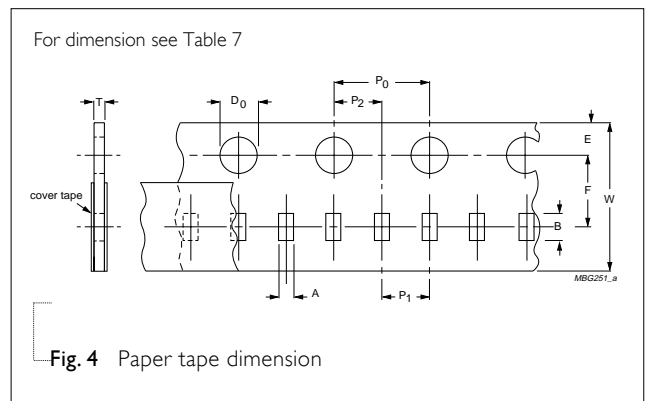 For dimension see Table 7
P0
D0
P2
T
E
F
W
cover tape
B
A
P1
MBG251_a
Fig. 4 Paper tape dimension